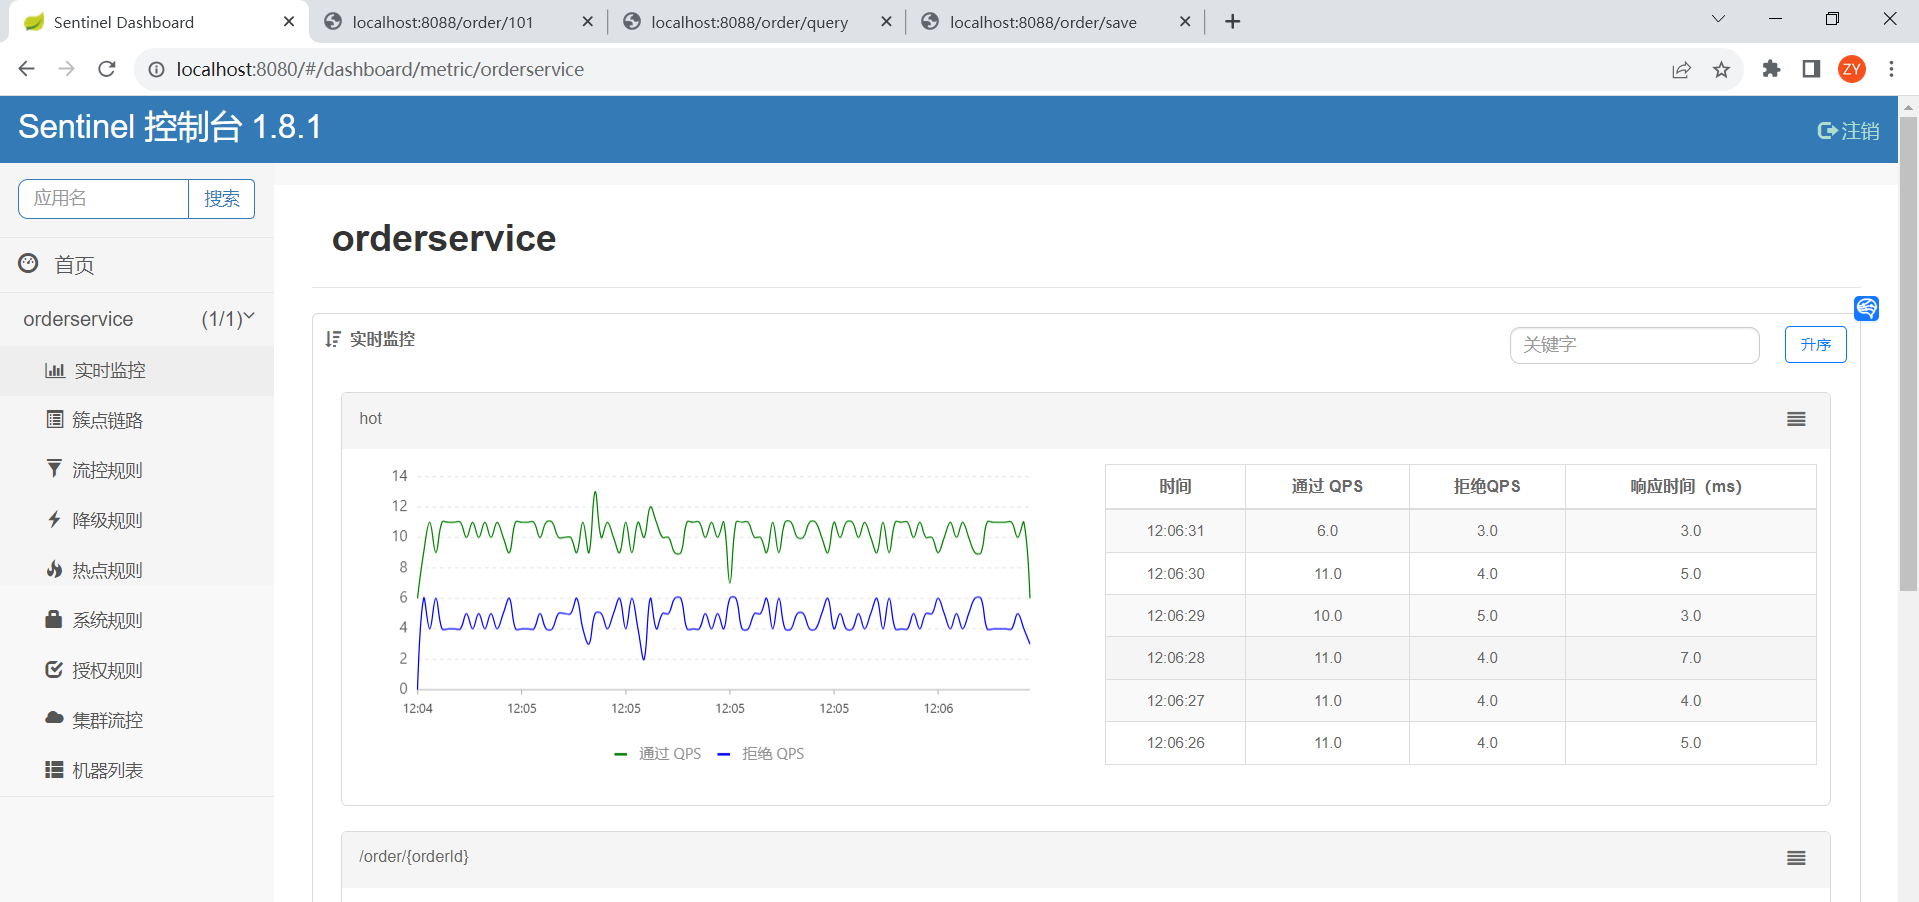 Sentinel Dashboard
localhost:8088/order/101
localhost:8088/order/query
localhost:8088/order/save
localhost:8080/#/dashboard/metric/orderservice
ZY
Sentinel 控制台 1.8.1
注销
应用名
搜索
首页
orderservice (1/1)
实时监控
簇点链路
流控规则
降级规则
热点规则
系统规则
授权规则
集群流控
机器列表
orderservice
实时监控
关键字
升序
hot
14
12
10
8
6
4
2
0
12:04 12:05 12:05 12:05 12:05 12:06
通过 QPS 拒绝 QPS
时间 通过 QPS 拒绝QPS 响应时间（ms）
12:06:31 6.0 3.0 3.0
12:06:30 11.0 4.0 5.0
12:06:29 10.0 5.0 3.0
12:06:28 11.0 4.0 7.0
12:06:27 11.0 4.0 4.0
12:06:26 11.0 4.0 5.0
/order/{orderId}